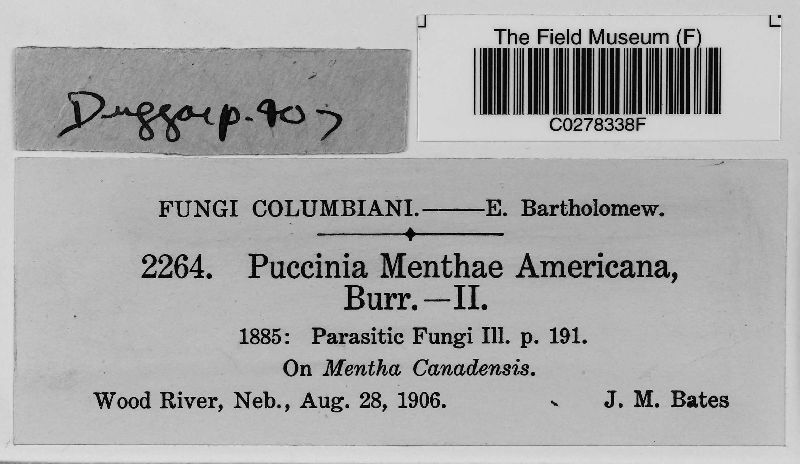 Duggar p. 407
The Field Museum (F)
C0278338F
FUNGI COLUMBIANI.——E. Bartholomew.
2264. Puccinia Menthae Americana,
Burr.—II.
1885: Parasitic Fungi Ill. p. 191.
On Mentha Canadensis.
Wood River, Neb., Aug. 28, 1906. J. M. Bates